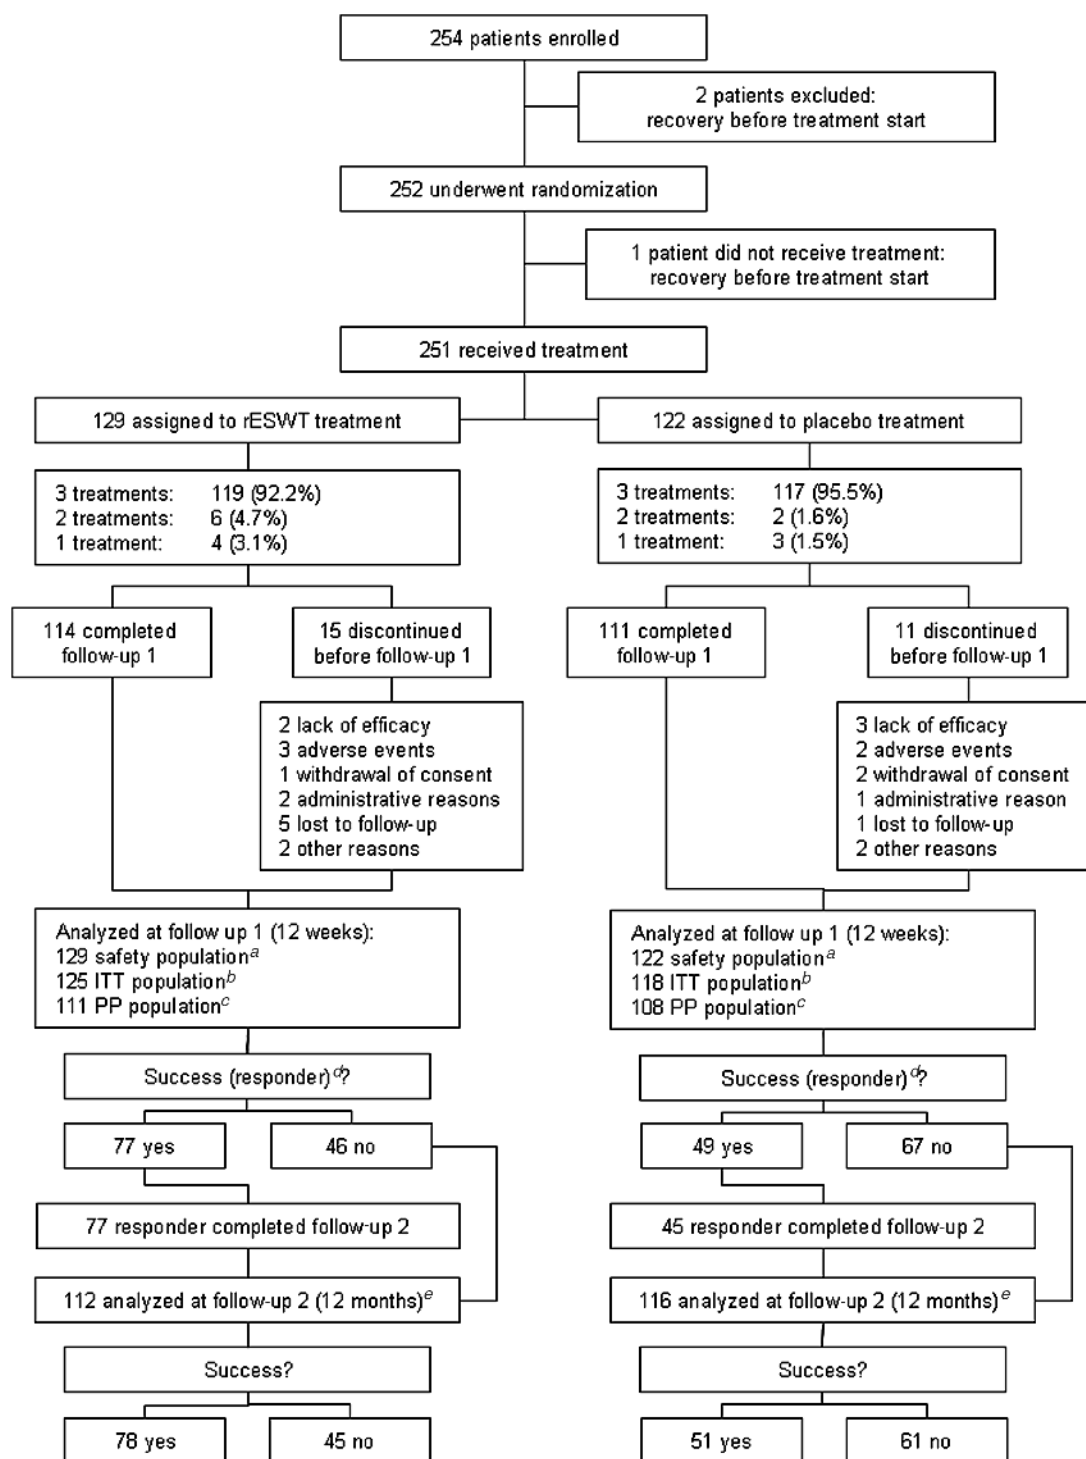 254 patients enrolled
2 patients excluded:
recovery before treatment start
252 underwent randomization
1 patient did not receive treatment:
recovery before treatment start
251 received treatment
129 assigned to rESWT treatment
122 assigned to placebo treatment
3 treatments: 119 (92.2%)
2 treatments: 6 (4.7%)
1 treatment: 4 (3.1%)
3 treatments: 117 (95.5%)
2 treatments: 2 (1.6%)
1 treatment: 3 (1.5%)
114 completed
follow-up 1
15 discontinued
before follow-up 1
111 completed
follow-up 1
11 discontinued
before follow-up 1
2 lack of efficacy
3 adverse events
1 withdrawal of consent
2 administrative reasons
5 lost to follow-up
2 other reasons
3 lack of efficacy
2 adverse events
2 withdrawal of consent
1 administrative reason
1 lost to follow-up
2 other reasons
Analyzed at follow up 1 (12 weeks):
129 safety population a
125 ITT population b
111 PP population c
Analyzed at follow up 1 (12 weeks):
122 safety population a
118 ITT population b
108 PP population c
Success (responder) d?
Success (responder) d?
77 yes
46 no
49 yes
67 no
77 responder completed follow-up 2
45 responder completed follow-up 2
112 analyzed at follow-up 2 (12 months) e
116 analyzed at follow-up 2 (12 months) e
Success?
Success?
78 yes
45 no
51 yes
61 no